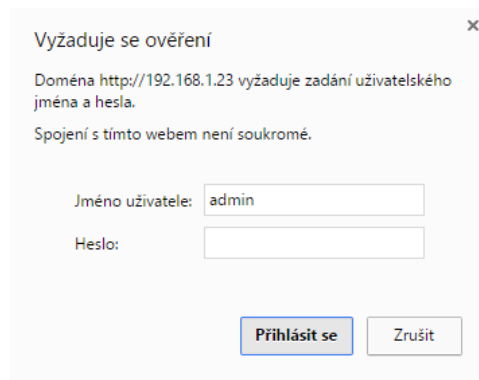 Vyžaduje se ověření
Doména http://192.168.1.23 vyžaduje zadání uživatelského
jména a hesla.
Spojení s tímto webem není soukromé.
Jméno uživatele: admin
Heslo:
Přihlásit se Zrušit